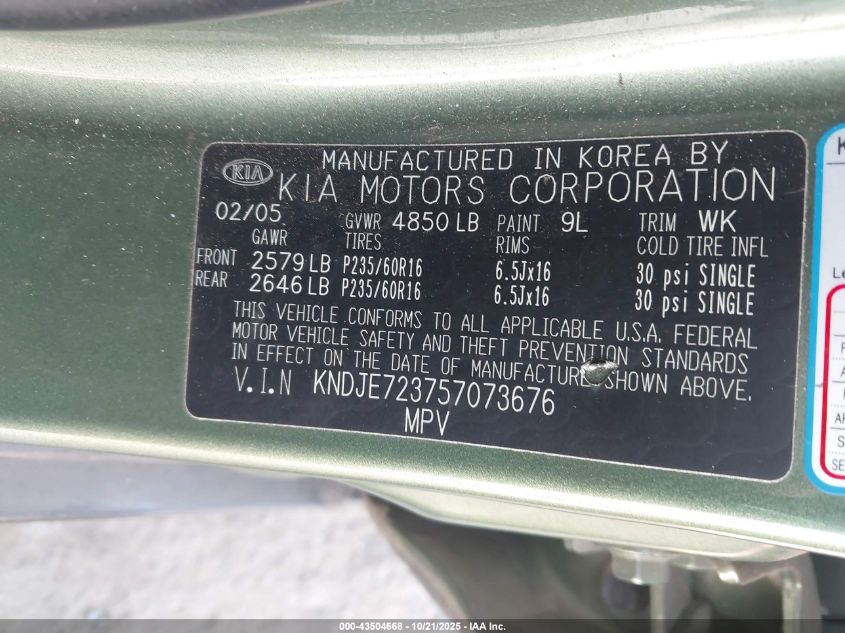 MANUFACTURED IN KOREA BY
KIA KIA MOTORS CORPORATION
02/05 GVWR 4850 LB PAINT 9L TRIM WK
GAWR TIRES RIMS COLD TIRE INFL
FRONT 2579 LB P235/60R16 6.5Jx16 30 psi SINGLE
REAR 2646 LB P235/60R16 6.5Jx16 30 psi SINGLE
THIS VEHICLE CONFORMS TO ALL APPLICABLE U.S.A. FEDERAL
MOTOR VEHICLE SAFETY AND THEFT PREVENTION STANDARDS
IN EFFECT ON THE DATE OF MANUFACTURE SHOWN ABOVE.
V.I.N KNDJE723757073676
MPV
000-43504668 - 10/21/2025 - IAA Inc.